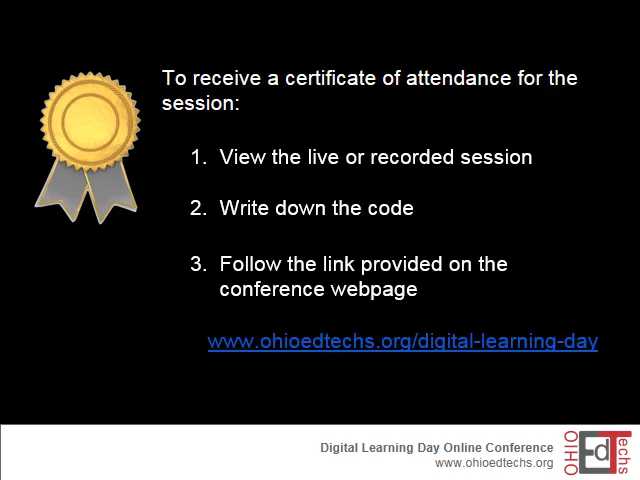 To receive a certificate of attendance for the
session:
1. View the live or recorded session
2. Write down the code
3. Follow the link provided on the
conference webpage
www.ohioedtechs.org/digital-learning-day
Digital Learning Day Online Conference
www.ohioedtechs.org
OHIO
EdTechs